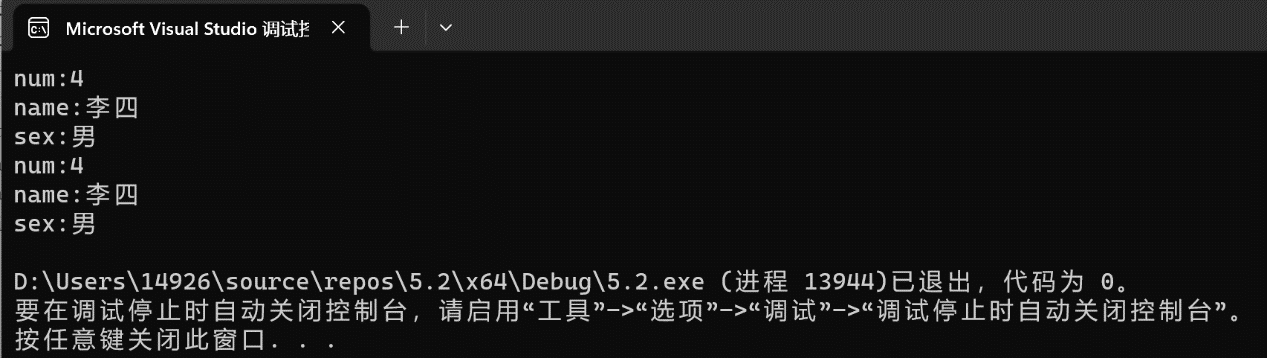 Microsoft Visual Studio 调试控
num:4
name:李四
sex:男
num:4
name:李四
sex:男
D:\Users\14926\source\repos\5.2\x64\Debug\5.2.exe (进程 13944)已退出，代码为 0。
要在调试停止时自动关闭控制台，请启用“工具”->“选项”->“调试”->“调试停止时自动关闭控制台”。
按任意键关闭此窗口. . .